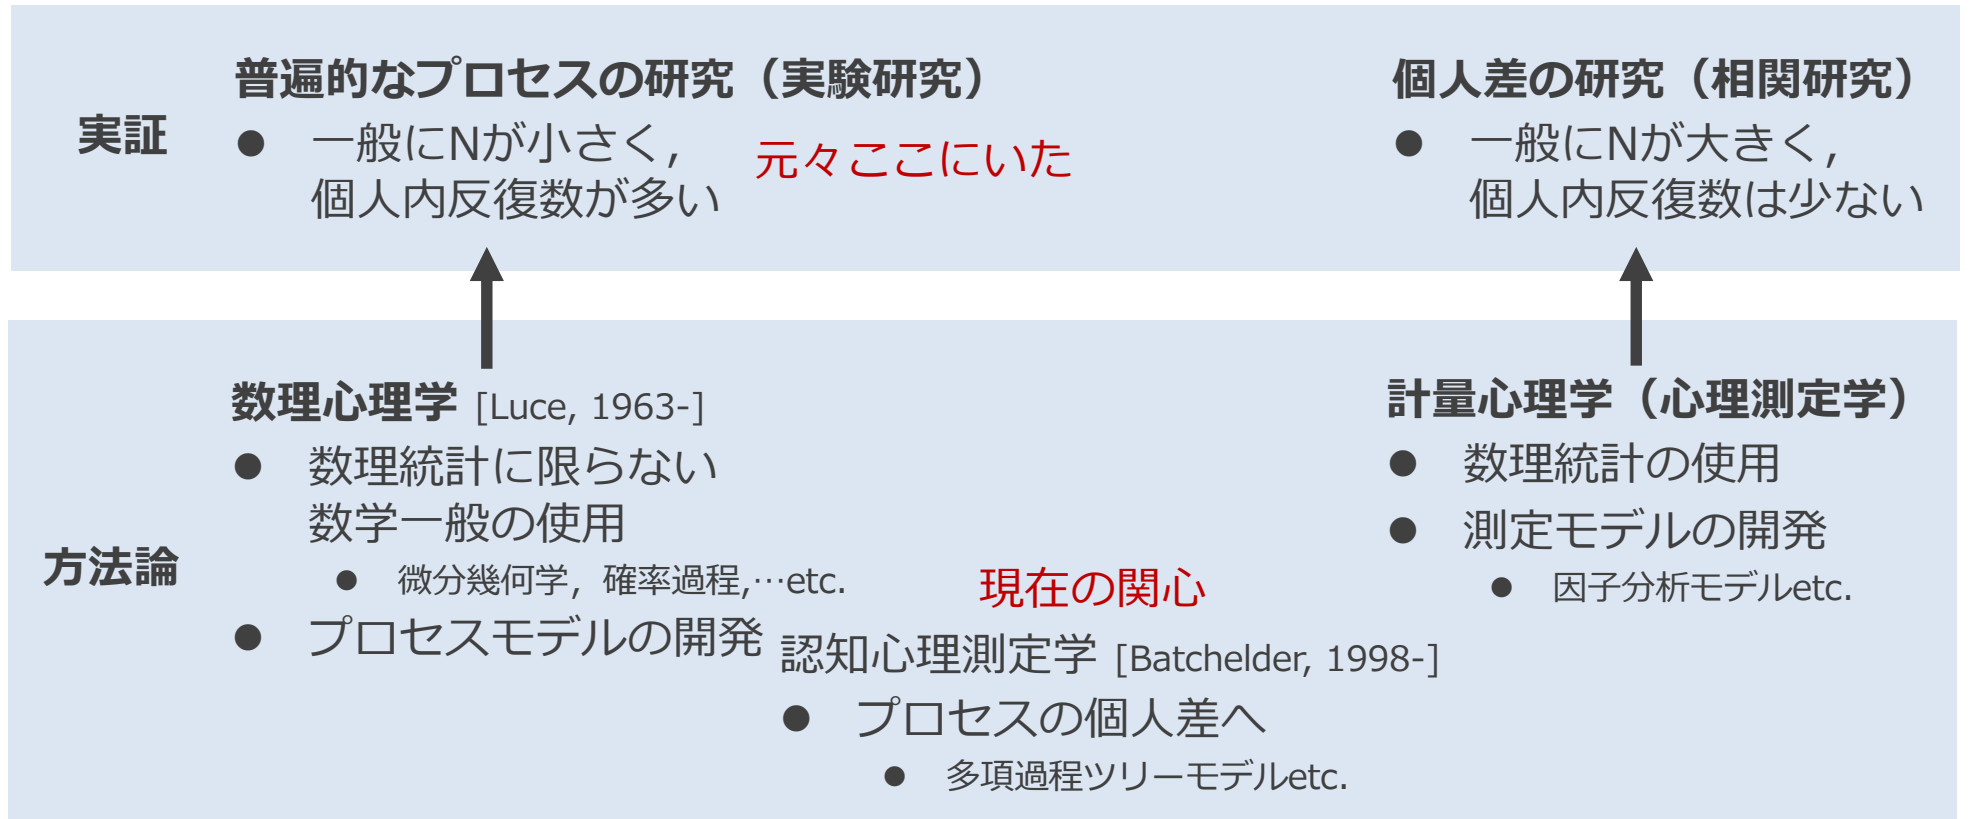 実証
普遍的なプロセスの研究（実験研究）
● 一般にNが小さく,
個人内反復数が多い
元々ここにいた
個人差の研究（相関研究）
● 一般にNが大きく,
個人内反復数は少ない
方法論
数理心理学 [Luce, 1963-]
● 数理統計に限らない
数学一般の使用
● 微分幾何学，確率過程,…etc.
● プロセスモデルの開発
現在の関心
認知心理測定学 [Batchelder, 1998-]
● プロセスの個人差へ
● 多項過程ツリーモデルetc.
計量心理学（心理測定学）
● 数理統計の使用
● 測定モデルの開発
● 因子分析モデルetc.